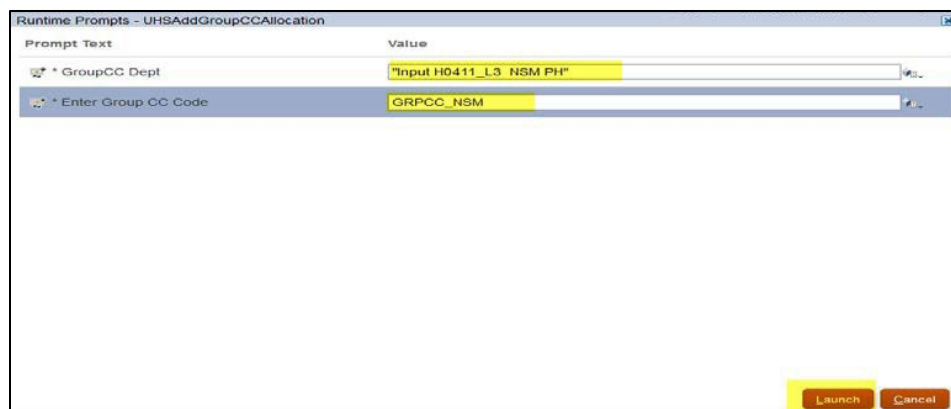 Runtime Prompts - UHSAddGroupCCAllocation
Prompt Text Value
* GroupCC Dept "Input H0411_L3 NSM PH"
* Enter Group CC Code GRPCC_NSM
Launch Cancel